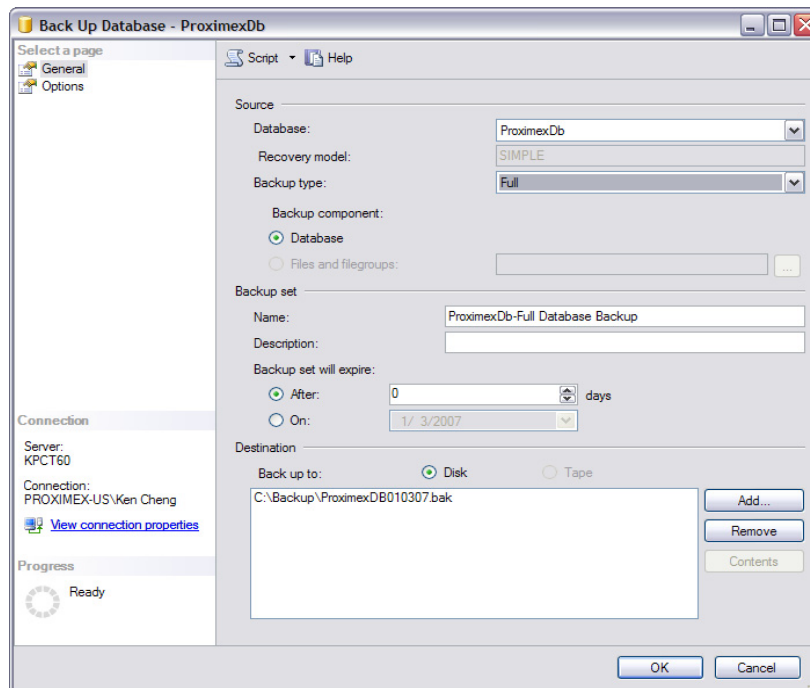 Back Up Database - ProximexDb
Select a page
General
Options
Script Help
Source
Database: ProximexDb
Recovery model: SIMPLE
Backup type: Full
Backup component:
Database
Files and filegroups: ...
Backup set
Name: ProximexDb-Full Database Backup
Description:
Backup set will expire:
After: 0 days
On: 1/ 3/2007
Destination
Back up to: Disk Tape
C:\Backup\ProximexDB010307.bak
Add...
Remove
Contents
Connection
Server:
KPCT60
Connection:
PROXIMEX-US\Ken Cheng
View connection properties
Progress
Ready
OK Cancel